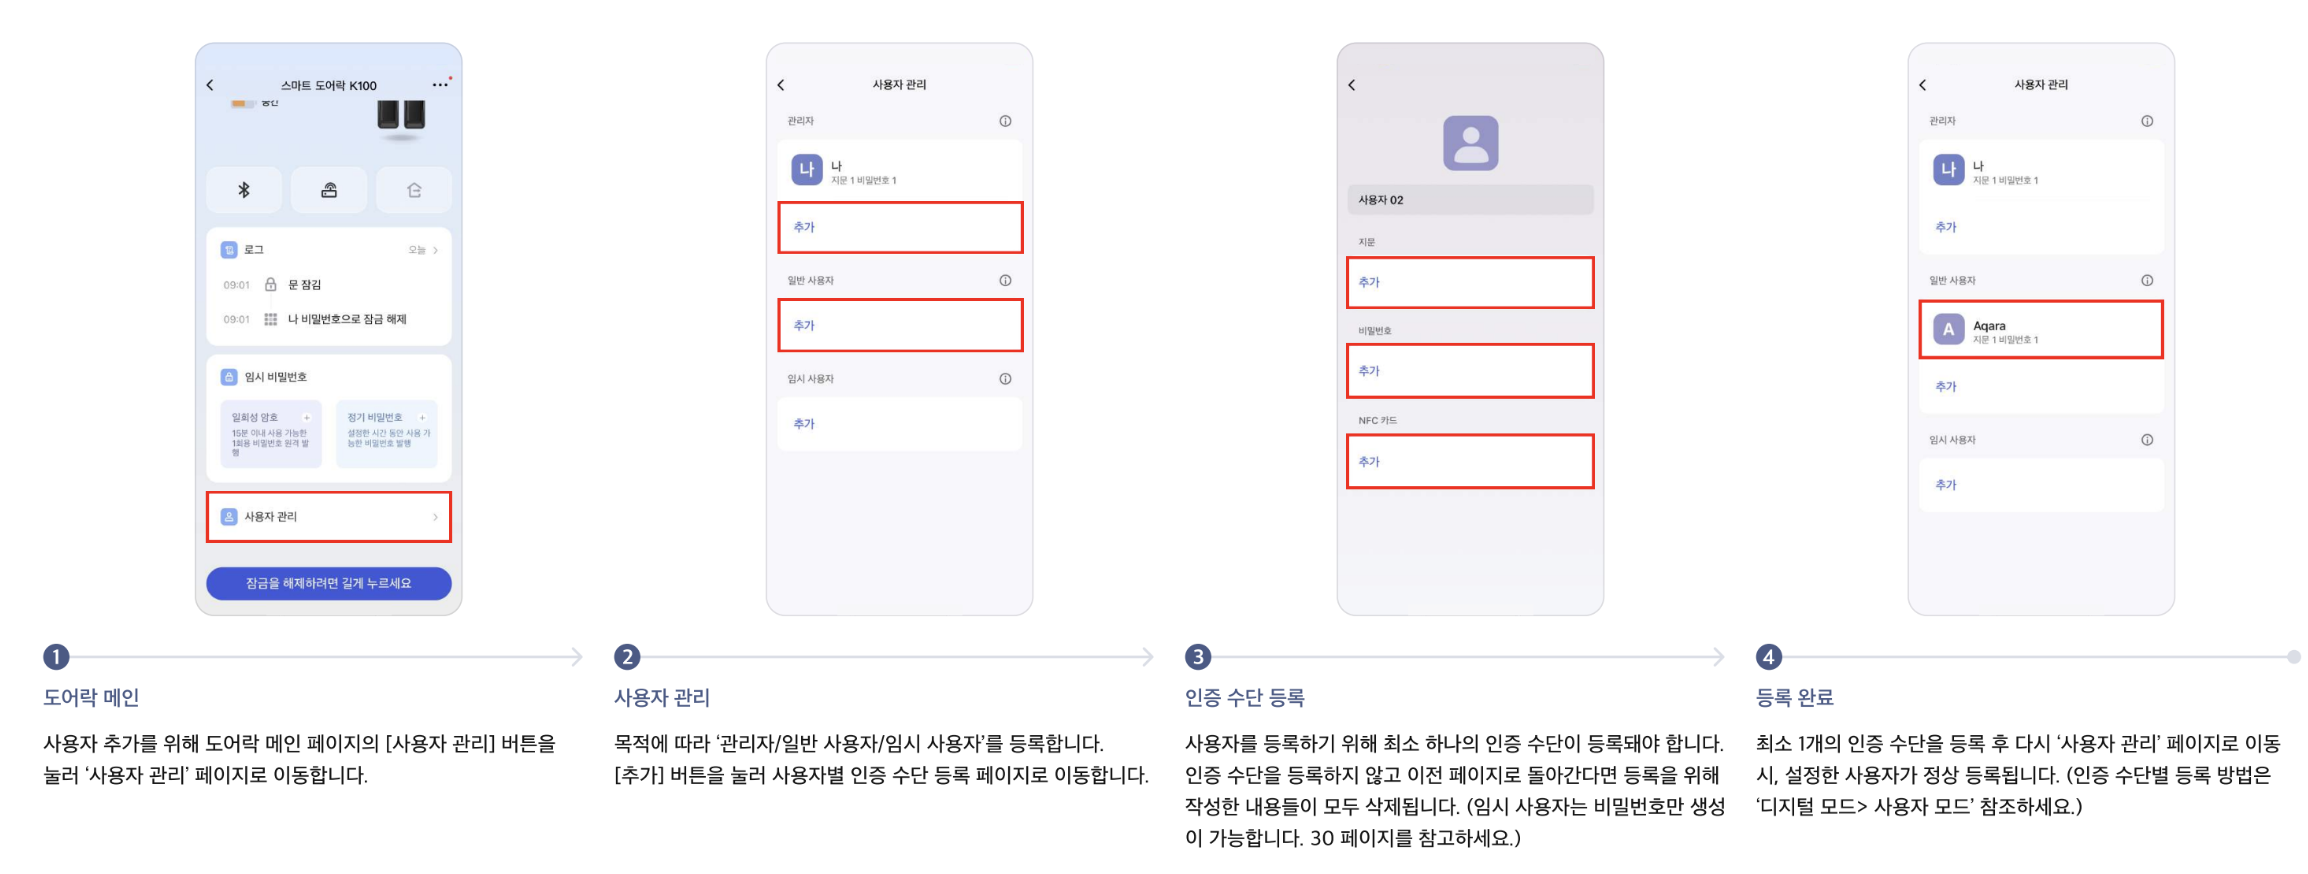 스마트 도어락 K100
로그
오늘
09:01 문 잠김
09:01 나 비밀번호으로 잠금 해제
임시 비밀번호
일회성 암호
15분 이내 사용 가능한
1회용 비밀번호 원격 발
행
정기 비밀번호
설정한 시간 동안 사용 가
능한 비밀번호 발행
사용자 관리
잠금을 해제하려면 길게 누르세요
사용자 관리
관리자
나
나
지문 1 비밀번호 1
추가
일반 사용자
추가
임시 사용자
추가
사용자 02
지문
추가
비밀번호
추가
NFC 카드
추가
사용자 관리
관리자
나
나
지문 1 비밀번호 1
추가
일반 사용자
A
Aqara
지문 1 비밀번호 1
추가
임시 사용자
추가
1
도어락 메인
사용자 추가를 위해 도어락 메인 페이지의 [사용자 관리] 버튼을
눌러 ‘사용자 관리’ 페이지로 이동합니다.
2
사용자 관리
목적에 따라 ‘관리자/일반 사용자/임시 사용자’를 등록합니다.
[추가] 버튼을 눌러 사용자별 인증 수단 등록 페이지로 이동합니다.
3
인증 수단 등록
사용자를 등록하기 위해 최소 하나의 인증 수단이 등록돼야 합니다.
인증 수단을 등록하지 않고 이전 페이지로 돌아간다면 등록을 위해
작성한 내용들이 모두 삭제됩니다. (임시 사용자는 비밀번호만 생성
이 가능합니다. 30 페이지를 참고하세요.)
4
등록 완료
최소 1개의 인증 수단을 등록 후 다시 ‘사용자 관리’ 페이지로 이동
시, 설정한 사용자가 정상 등록됩니다. (인증 수단별 등록 방법은
‘디지털 모드> 사용자 모드’ 참조하세요.)